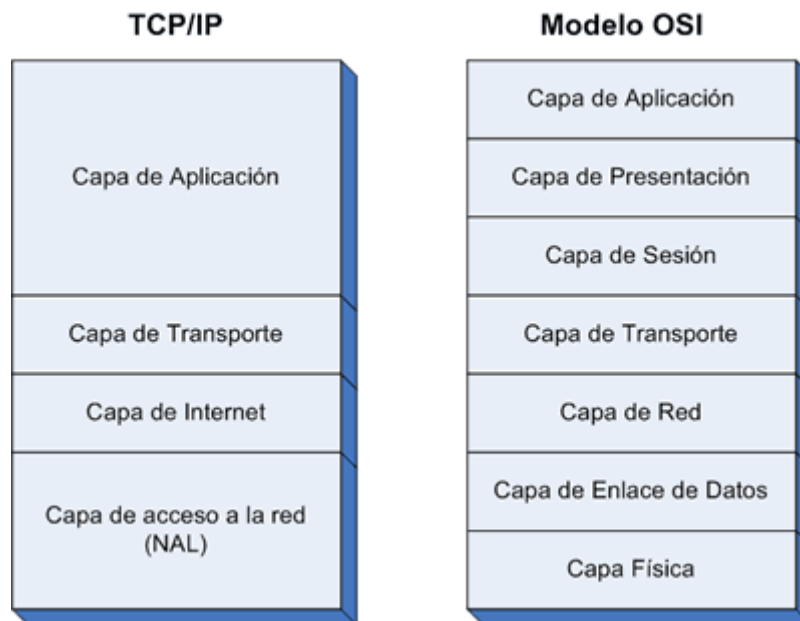 TCP/IP
Capa de Aplicación
Capa de Transporte
Capa de Internet
Capa de acceso a la red
(NAL)
Modelo OSI
Capa de Aplicación
Capa de Presentación
Capa de Sesión
Capa de Transporte
Capa de Red
Capa de Enlace de Datos
Capa Física